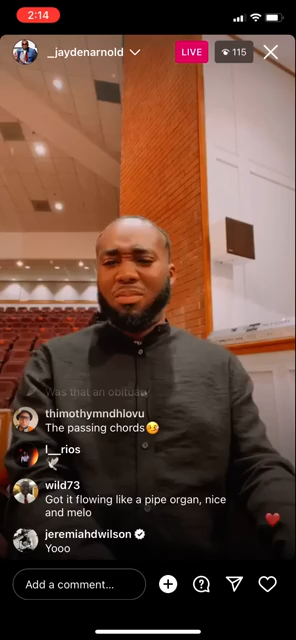 2:14
_jaydenarnold
LIVE
115
Was that an obituary
thimothymndhlovu
The passing chords🤒
l__rios
🕊
wild73
Got it flowing like a pipe organ, nice
and melo
jeremiahdwilson
Yooo
Add a comment...